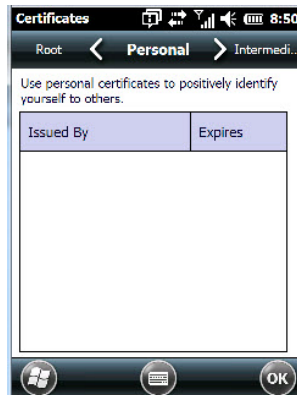 Certificates 8:50
Root Personal Intermedi...
Use personal certificates to positively identify
yourself to others.
Issued By Expires
OK